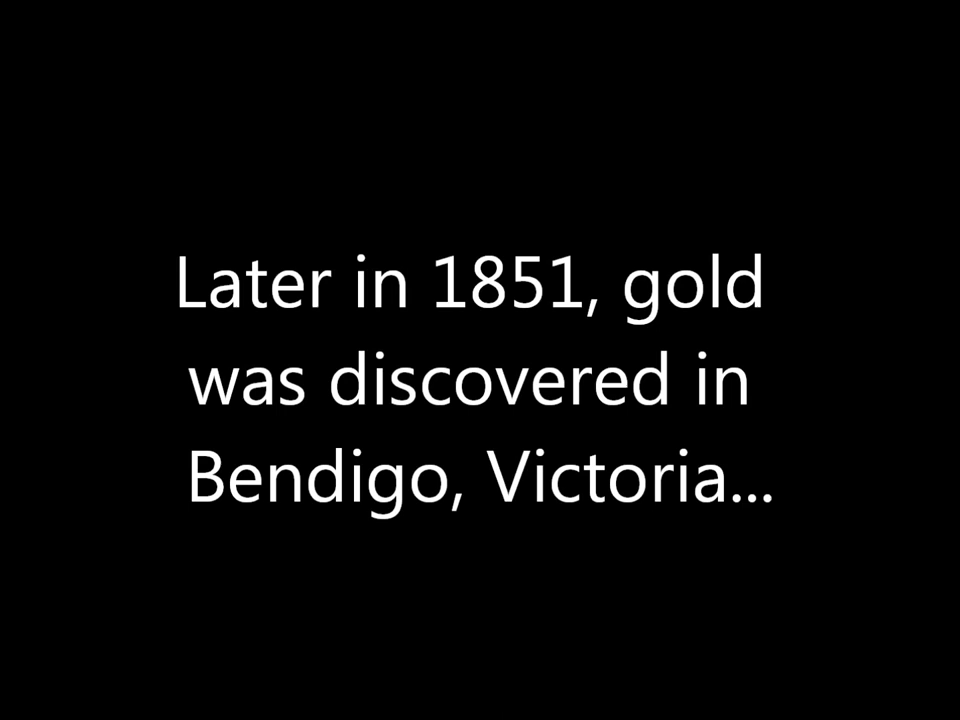 Later in 1851, gold
was discovered in
Bendigo, Victoria...